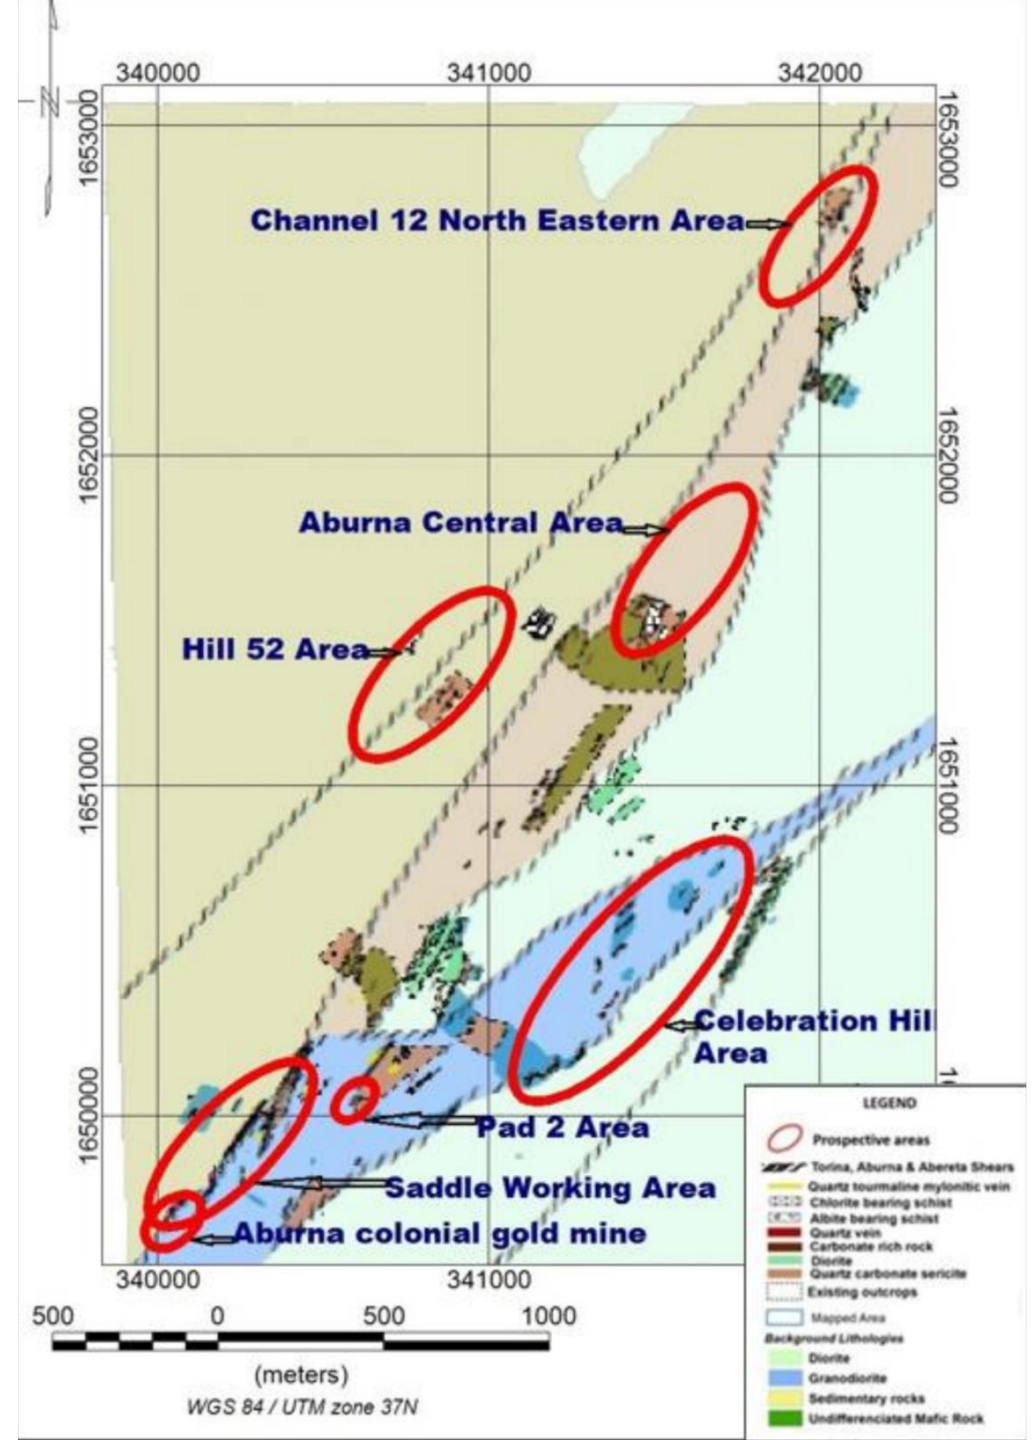 340000 341000 342000
N
1653000 1653000
Channel 12 North Eastern Area
1652000 1652000
Aburna Central Area
Hill 52 Area
1651000 1651000
Celebration Hil
Area
1650000 10
Pad 2 Area
Saddle Working Area
Aburna colonial gold mine
340000 341000
500 0 500 1000
(meters)
WGS 84 / UTM zone 37N
LEGEND
Prospective areas
Torina, Aburna & Abereta Shears
Quartz tourmaline mylonitic vein
Chlorite bearing schist
Albite bearing schist
Quartz vein
Carbonate rich rock
Diorite
Quartz carbonate sericite
Existing outcrops
Mapped Area
Background Lithologies
Diorite
Granodiorite
Sedimentary rocks
Undifferenciated Mafic Rock